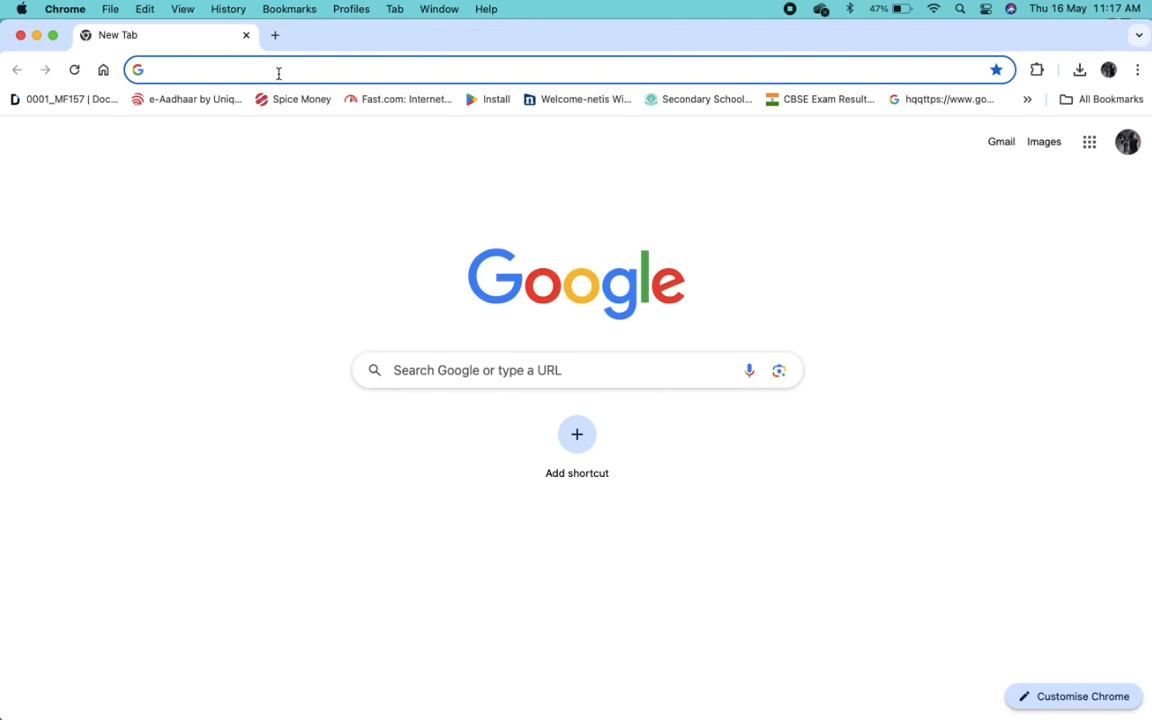 Chrome File Edit View History Bookmarks Profiles Tab Window Help 47% Thu 16 May 11:17 AM
New Tab
0001_MF157 | Doc... e-Aadhaar by Uniq... Spice Money Fast.com: Internet... Install Welcome-netis Wi... Secondary School... CBSE Exam Result... hqqttps://www.go... » All Bookmarks
Gmail Images
Google
Search Google or type a URL
Add shortcut
Customise Chrome